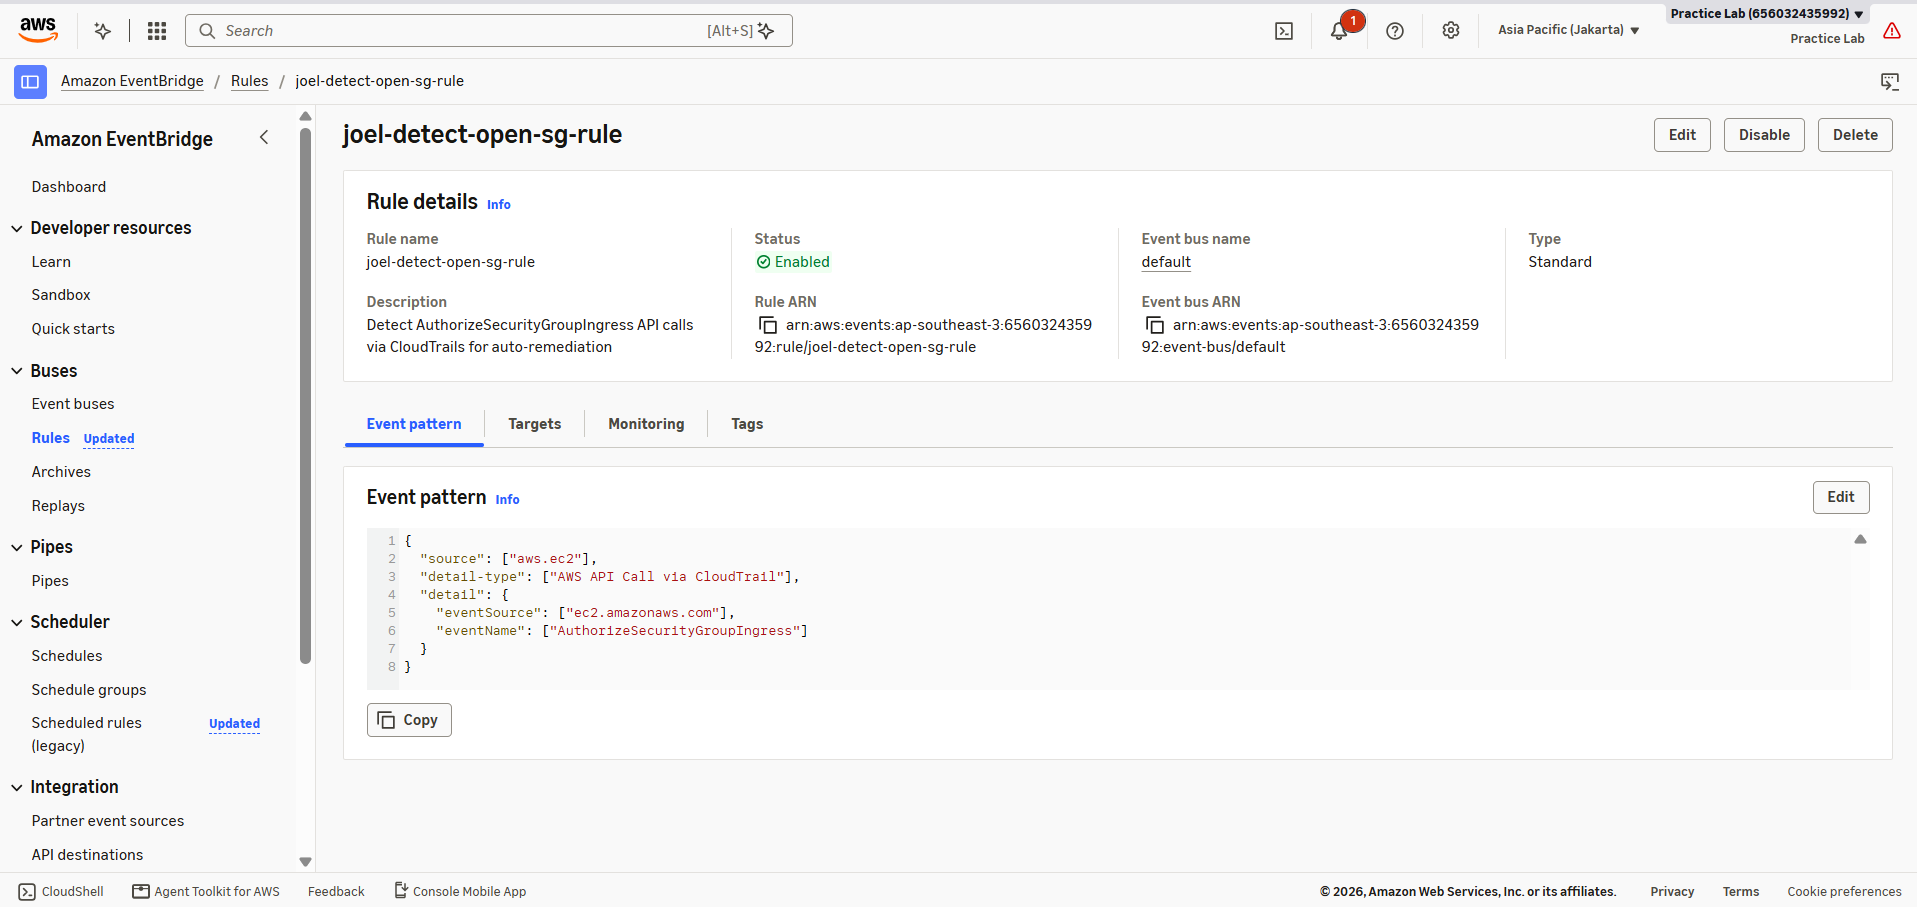 aws
Search
[Alt+S]
1
Asia Pacific (Jakarta)
Practice Lab (656032435992)
Practice Lab
Amazon EventBridge / Rules / joel-detect-open-sg-rule
Amazon EventBridge
Dashboard
Developer resources
Learn
Sandbox
Quick starts
Buses
Event buses
Rules Updated
Archives
Replays
Pipes
Pipes
Scheduler
Schedules
Schedule groups
Scheduled rules Updated
(legacy)
Integration
Partner event sources
API destinations
joel-detect-open-sg-rule
Edit
Disable
Delete
Rule details Info
Rule name
joel-detect-open-sg-rule
Description
Detect AuthorizeSecurityGroupIngress API calls
via CloudTrails for auto-remediation
Status
Enabled
Rule ARN
arn:aws:events:ap-southeast-3:6560324359
92:rule/joel-detect-open-sg-rule
Event bus name
default
Event bus ARN
arn:aws:events:ap-southeast-3:6560324359
92:event-bus/default
Type
Standard
Event pattern
Targets
Monitoring
Tags
Event pattern Info
Edit
1 {
2 "source": ["aws.ec2"],
3 "detail-type": ["AWS API Call via CloudTrail"],
4 "detail": {
5 "eventSource": ["ec2.amazonaws.com"],
6 "eventName": ["AuthorizeSecurityGroupIngress"]
7 }
8 }
Copy
CloudShell
Agent Toolkit for AWS
Feedback
Console Mobile App
© 2026, Amazon Web Services, Inc. or its affiliates.
Privacy
Terms
Cookie preferences